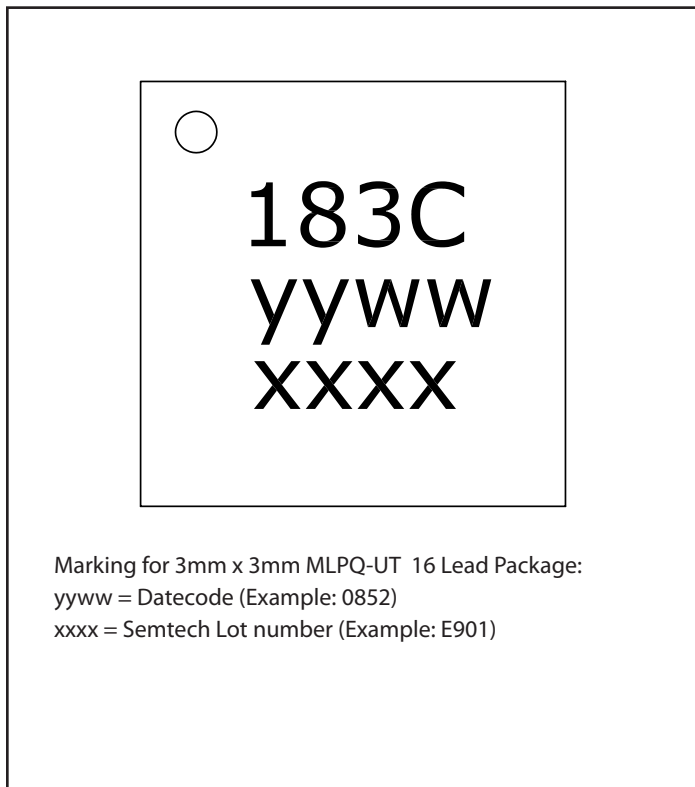 183C
yyww
xxxx
Marking for 3mm x 3mm MLPQ-UT 16 Lead Package:
yyww = Datecode (Example: 0852)
xxxx = Semtech Lot number (Example: E901)